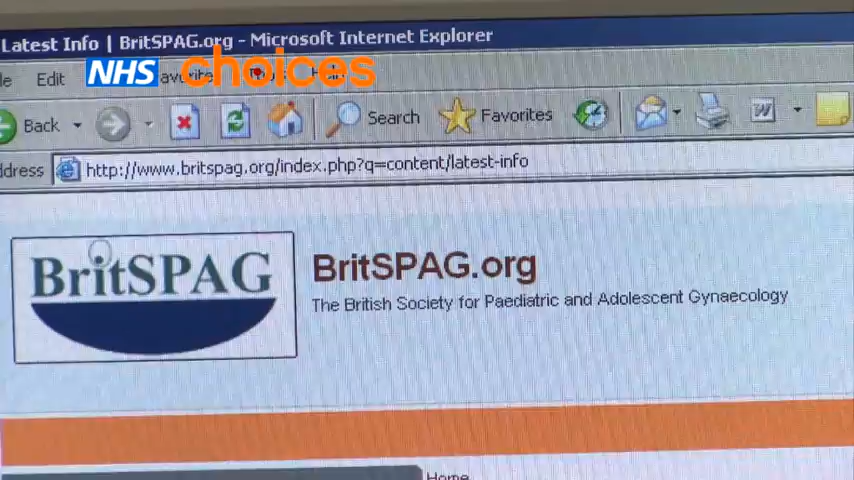 Latest Info | BritSPAG.org - Microsoft Internet Explorer
Edit
NHS choices
Back
Search
Favorites
http://www.britspag.org/index.php?q=content/latest-info
BritSPAG
BritSPAG.org
The British Society for Paediatric and Adolescent Gynaecology
Home